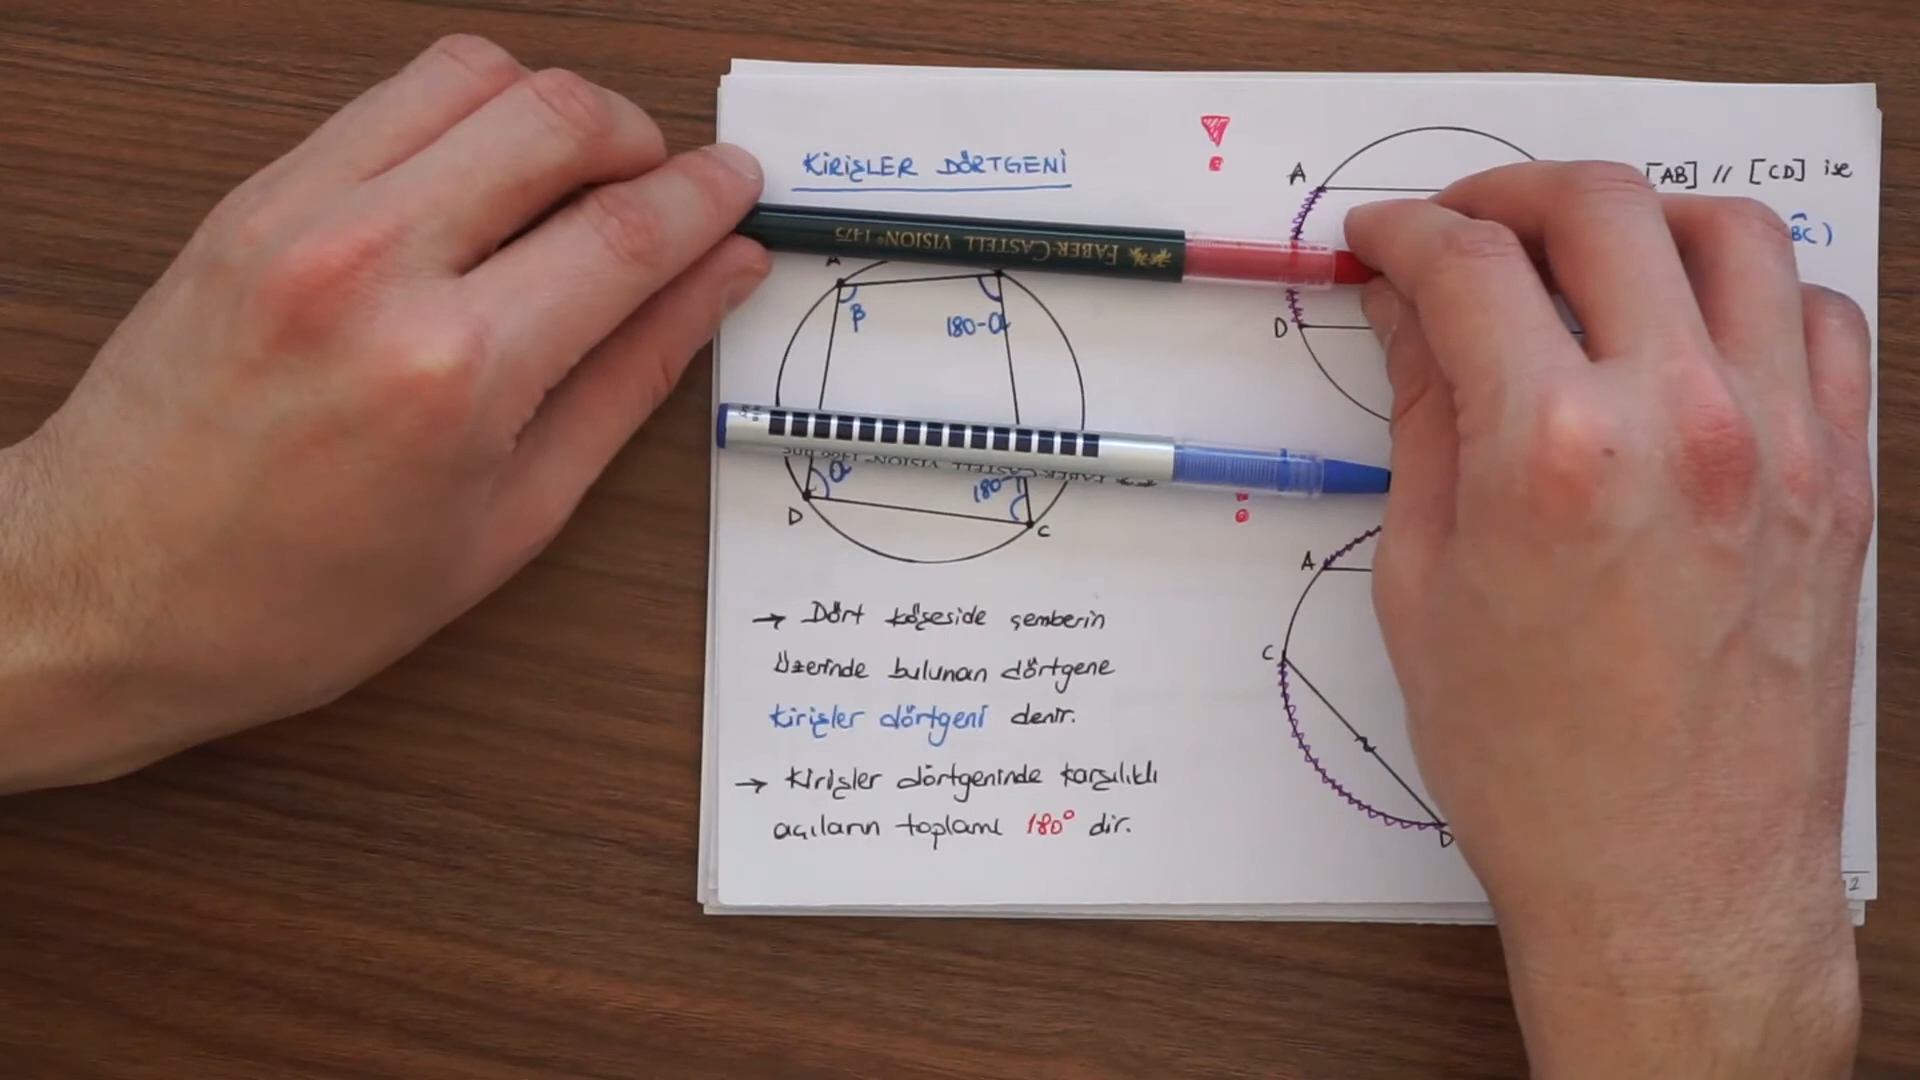 KİRİŞLER DÖRTGENİ
A
[AB] // [CD] ise
BC)
FABER-CASTELL VISION N° 1475
A
β
180-α
D
FABER-CASTELL VISION
α
180-
D
C
A
→ Dört köşeside çemberin
üzerinde bulunan dörtgene
kirişler dörtgeni denir.
C
→ Kirişler dörtgeninde karşılıklı
açıların toplamı 180° dir.
D
12